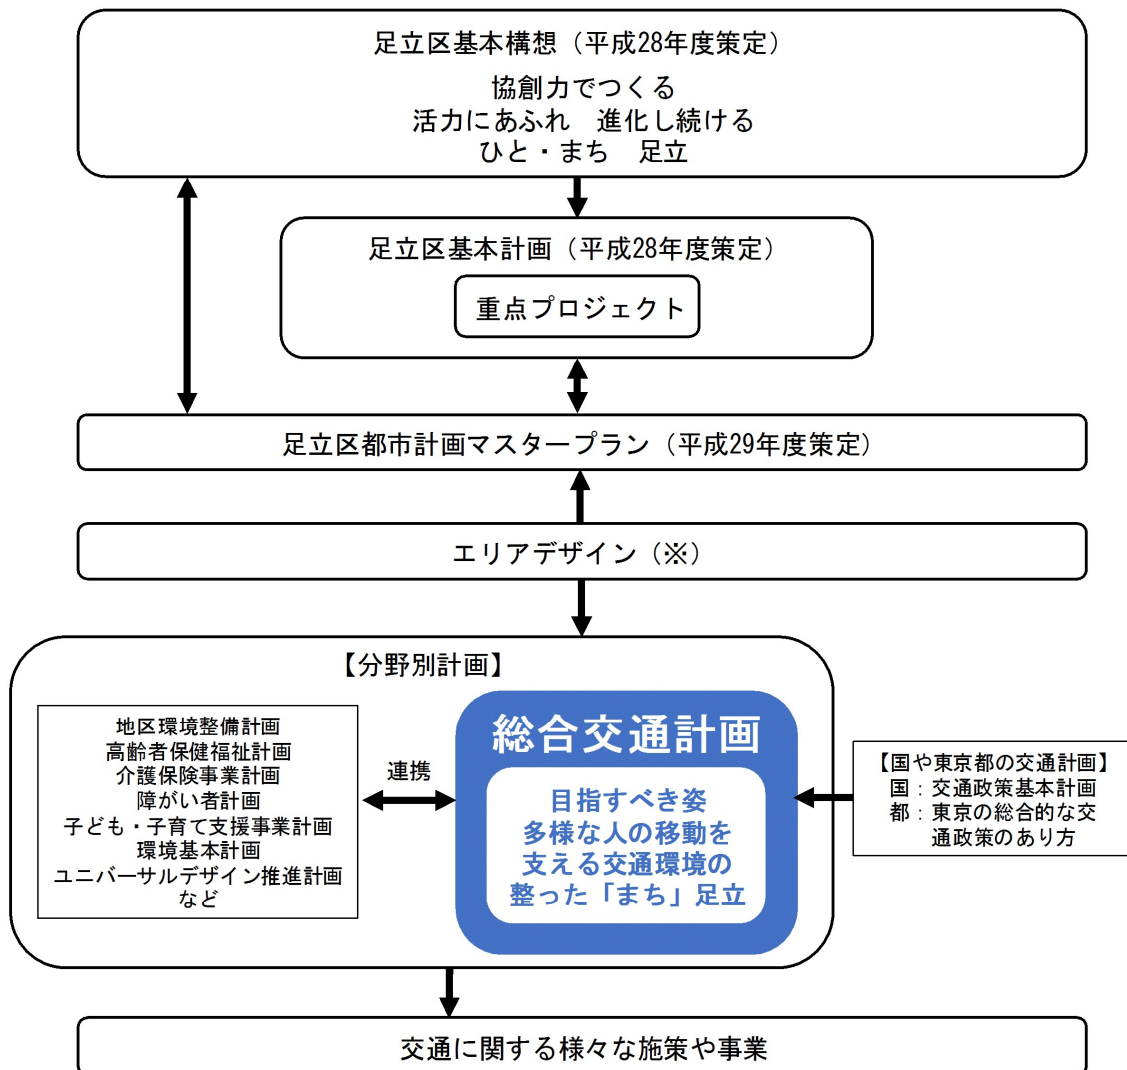 足立区基本構想（平成28年度策定）
協創力でつくる
活力にあふれ　進化し続ける
ひと・まち　足立
足立区基本計画（平成28年度策定）
重点プロジェクト
足立区都市計画マスタープラン（平成29年度策定）
エリアデザイン（※）
【分野別計画】
地区環境整備計画
高齢者保健福祉計画
介護保険事業計画
障がい者計画
子ども・子育て支援事業計画
環境基本計画
ユニバーサルデザイン推進計画
など
連携
総合交通計画
目指すべき姿
多様な人の移動を
支える交通環境の
整った「まち」足立
【国や東京都の交通計画】
国：交通政策基本計画
都：東京の総合的な交
通政策のあり方
交通に関する様々な施策や事業